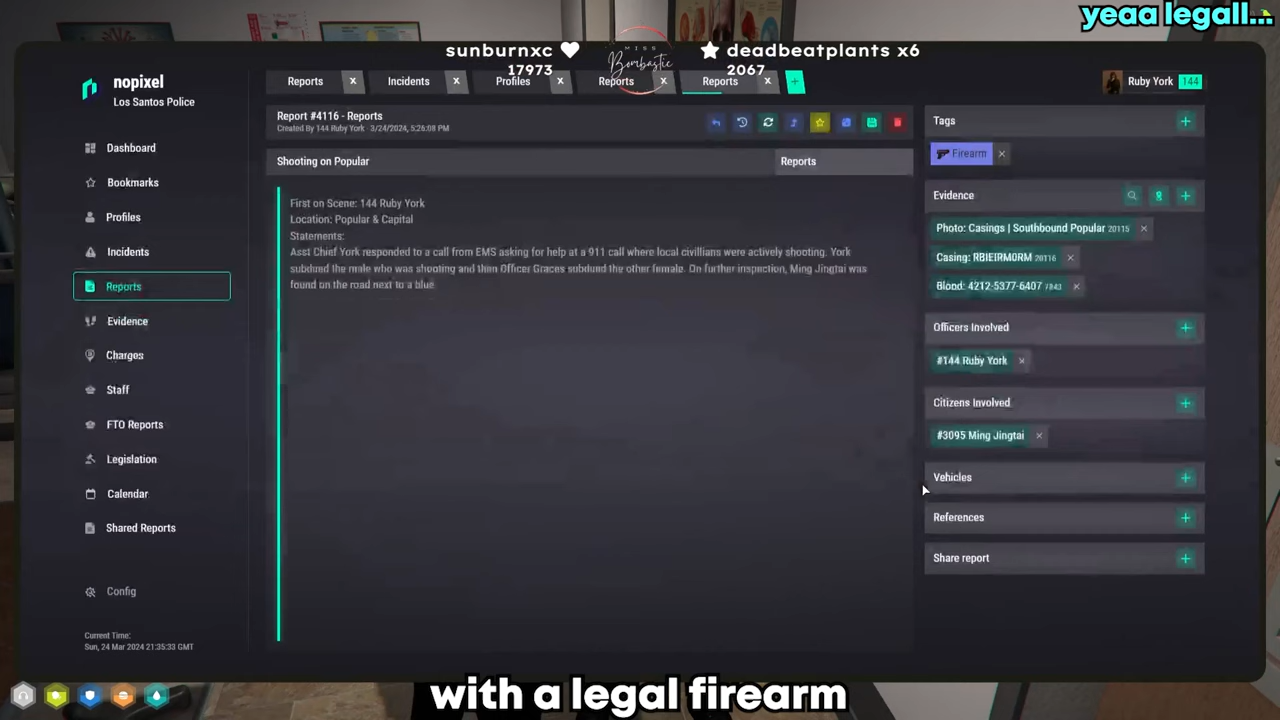 yeaa legall...
sunburnxc
17973
MISS
Bombastic
deadbeatplants x6
2067
nopixel
Los Santos Police
Reports x
Incidents x
Profiles x
Reports x
Reports x
+
Ruby York 144
Dashboard
Bookmarks
Profiles
Incidents
Reports
Evidence
Charges
Staff
FTO Reports
Legislation
Calendar
Shared Reports
Config
Current Time:
Sun, 24 Mar 2024 21:35:33 GMT
Report #4116 - Reports
Created By 144 Ruby York - 3/24/2024, 5:26:08 PM
Shooting on Popular
Reports
First on Scene: 144 Ruby York
Location: Popular & Capital
Statements:
Asst Chief York responded to a call from EMS asking for help at a 911 call where local civillians were actively shooting. York
subdued the male who was shooting and then Officer Graces subdued the other female. On further inspection, Ming Jingtai was
found on the road next to a blue
Tags
Firearm
Evidence
Photo: Casings | Southbound Popular 20115
Casing: RBIEIRM0RM 20116
Blood: 4212-5377-6407 7843
Officers Involved
#144 Ruby York
Citizens Involved
#3095 Ming Jingtai
Vehicles
References
Share report
with a legal firearm